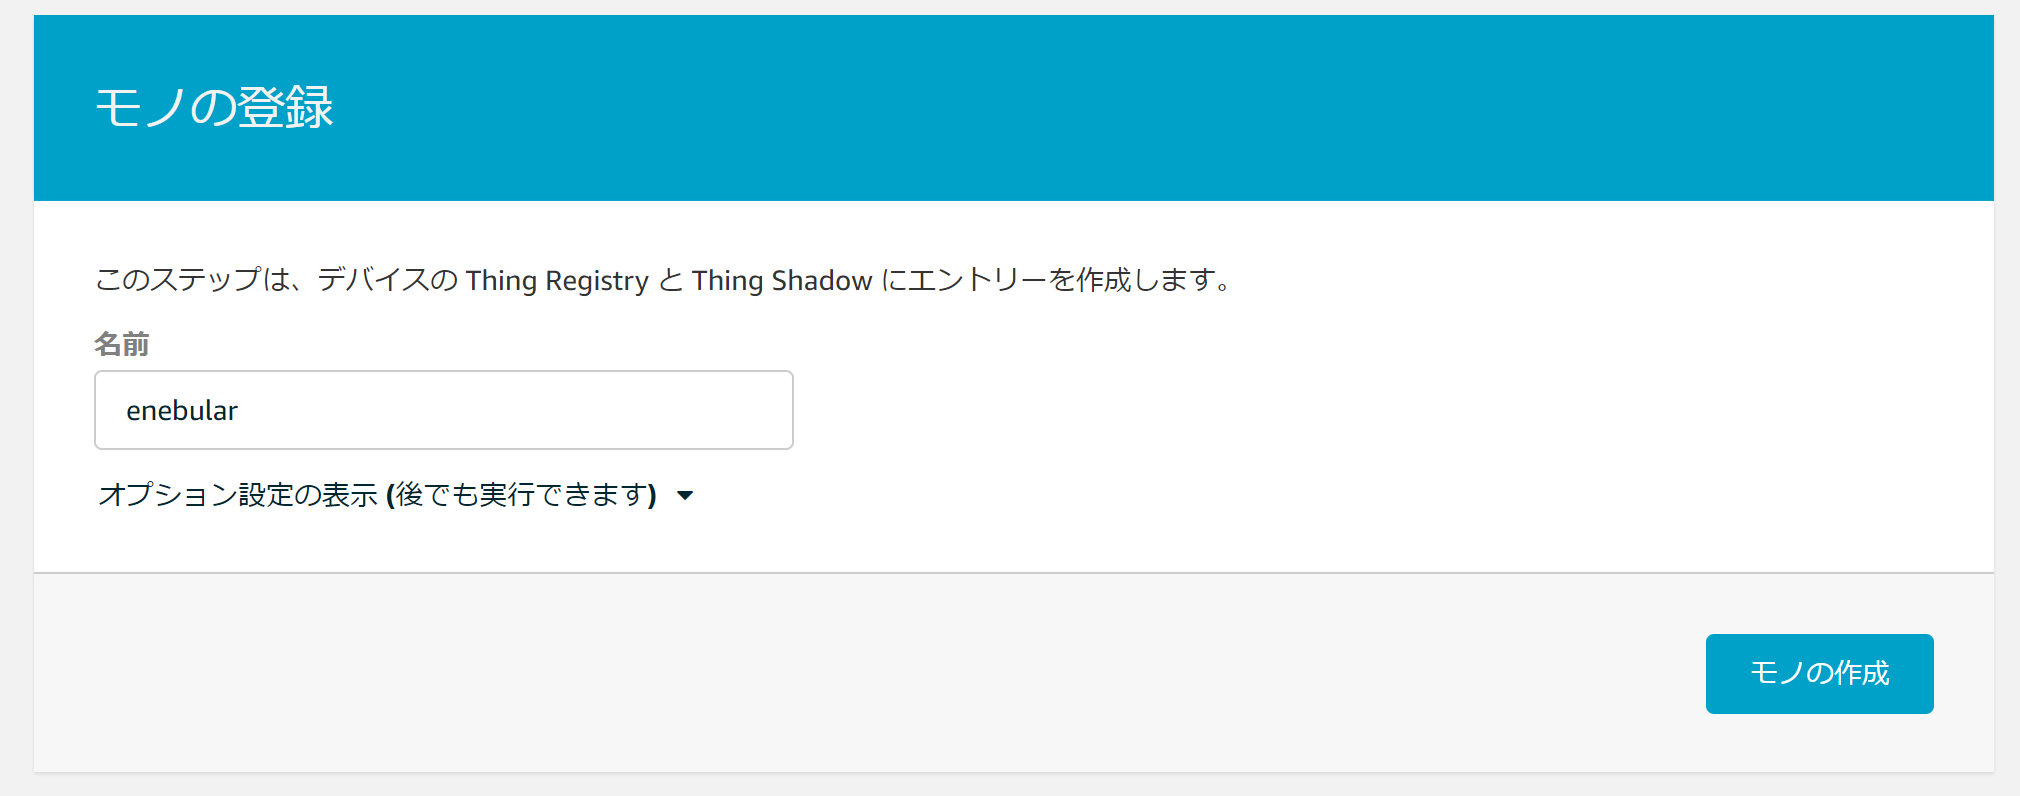 モノの登録
このステップは、デバイスの Thing Registry と Thing Shadow にエントリーを作成します。
名前
enebular
オプション設定の表示 (後でも実行できます)
モノの作成